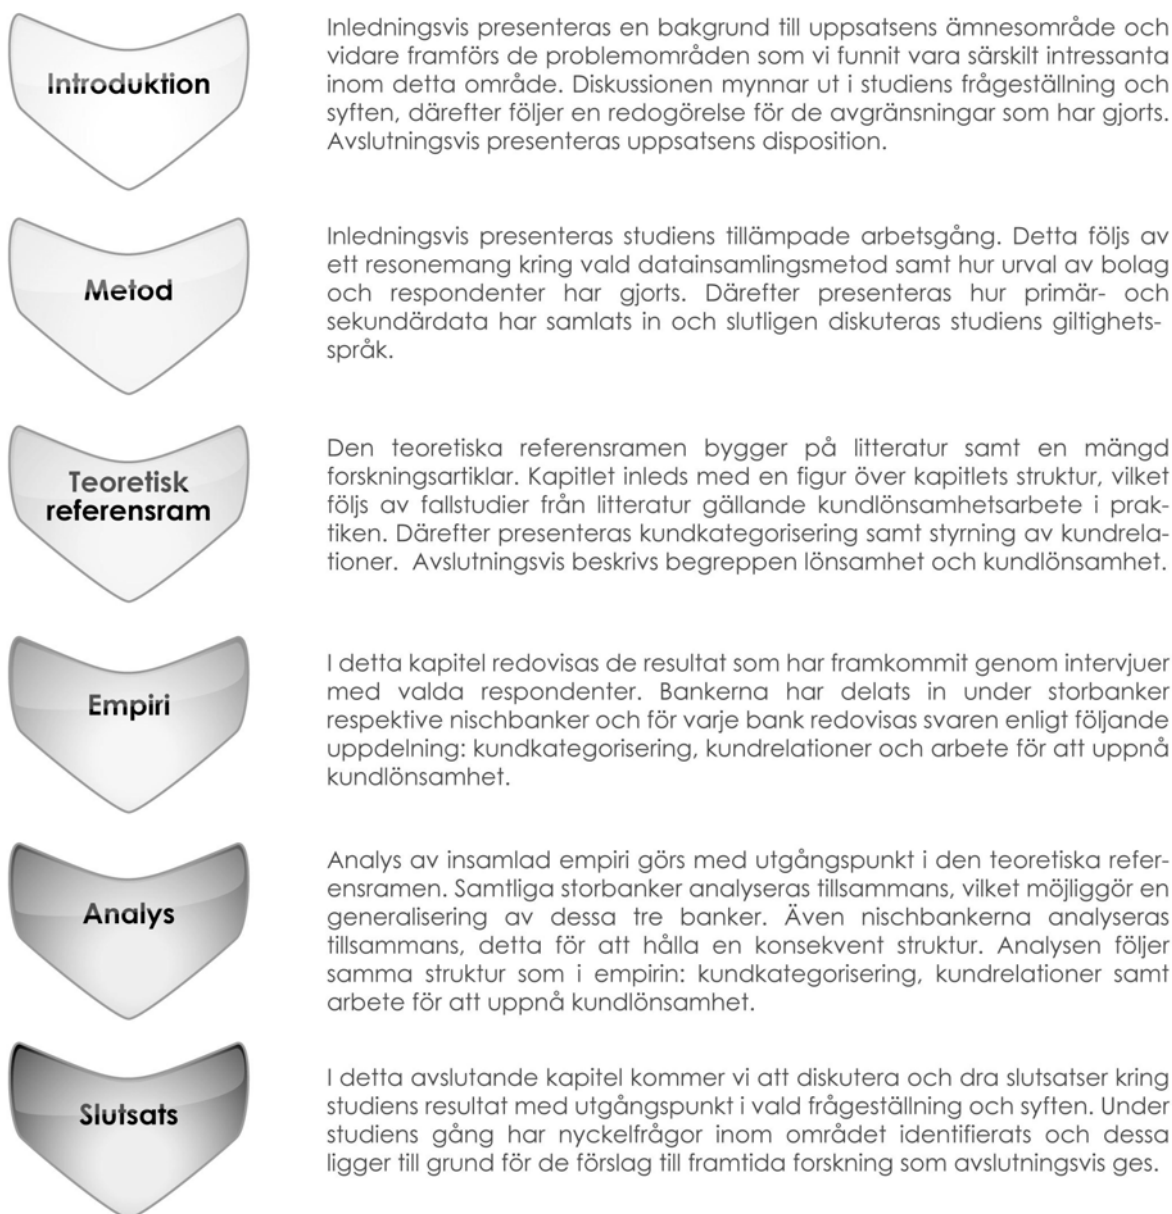 Introduktion
Inledningsvis presenteras en bakgrund till uppsatsens ämnesområde och
vidare framförs de problemområden som vi funnit vara särskilt intressanta
inom detta område. Diskussionen mynnar ut i studiens frågeställning och
syften, därefter följer en redogörelse för de avgränsningar som har gjorts.
Avslutningsvis presenteras uppsatsens disposition.
Metod
Inledningsvis presenteras studiens tillämpade arbetsgång. Detta följs av
ett resonemang kring vald datainsamlingsmetod samt hur urval av bolag
och respondenter har gjorts. Därefter presenteras hur primär- och
sekundärdata har samlats in och slutligen diskuteras studiens giltighets-
språk.
Teoretisk
referensram
Den teoretiska referensramen bygger på litteratur samt en mängd
forskningsartiklar. Kapitlet inleds med en figur över kapitlets struktur, vilket
följs av fallstudier från litteratur gällande kundlönsamhetsarbete i prak-
tiken. Därefter presenteras kundkategorisering samt styrning av kundrela-
tioner. Avslutningsvis beskrivs begreppen lönsamhet och kundlönsamhet.
Empiri
I detta kapitel redovisas de resultat som har framkommit genom intervjuer
med valda respondenter. Bankerna har delats in under storbanker
respektive nischbanker och för varje bank redovisas svaren enligt följande
uppdelning: kundkategorisering, kundrelationer och arbete för att uppnå
kundlönsamhet.
Analys
Analys av insamlad empiri görs med utgångspunkt i den teoretiska refer-
ensramen. Samtliga storbanker analyseras tillsammans, vilket möjliggör en
generalisering av dessa tre banker. Även nischbankerna analyseras
tillsammans, detta för att hålla en konsekvent struktur. Analysen följer
samma struktur som i empirin: kundkategorisering, kundrelationer samt
arbete för att uppnå kundlönsamhet.
Slutsats
I detta avslutande kapitel kommer vi att diskutera och dra slutsatser kring
studiens resultat med utgångspunkt i vald frågeställning och syften. Under
studiens gång har nyckelfrågor inom området identifierats och dessa
ligger till grund för de förslag till framtida forskning som avslutningsvis ges.